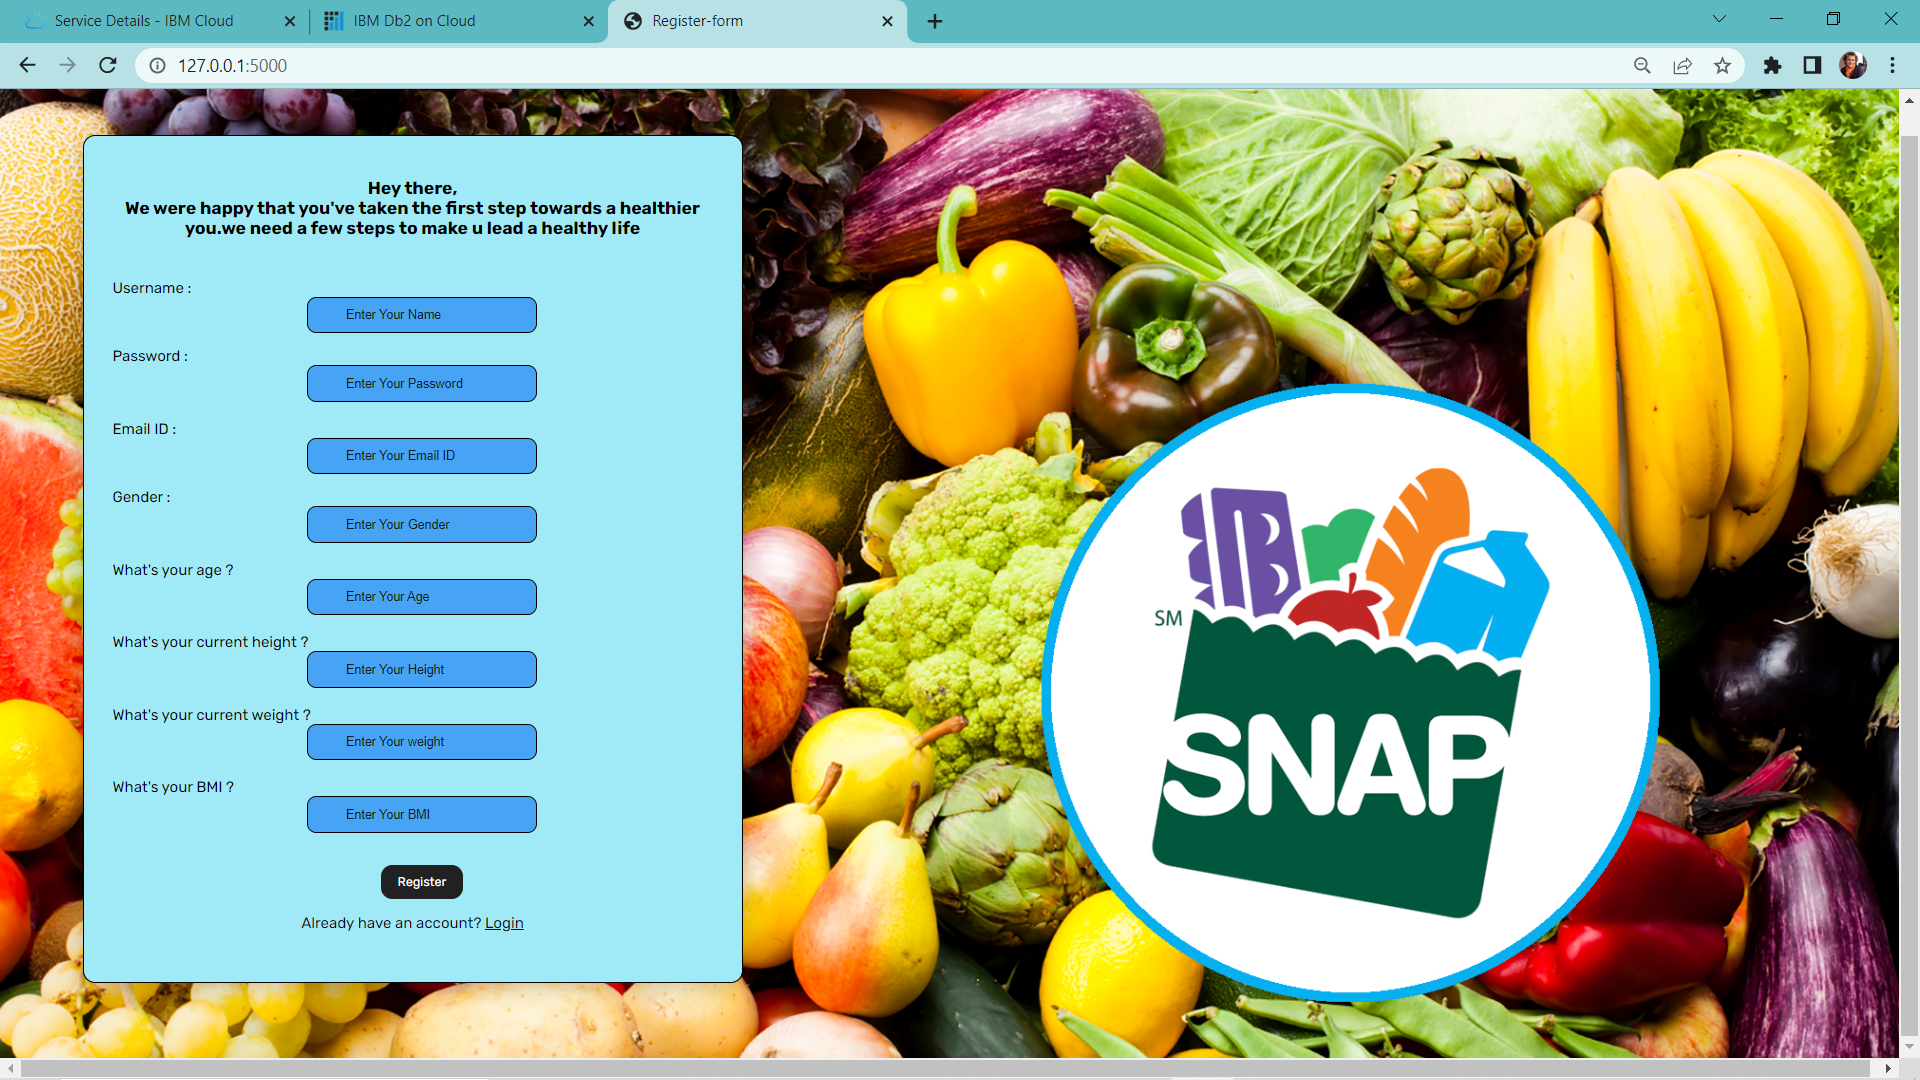 Service Details - IBM Cloud
IBM Db2 on Cloud
Register-form
127.0.0.1:5000
Hey there,
We were happy that you've taken the first step towards a healthier
you.we need a few steps to make u lead a healthy life
Username :
Enter Your Name
Password :
Enter Your Password
Email ID :
Enter Your Email ID
Gender :
Enter Your Gender
What's your age ?
Enter Your Age
What's your current height ?
Enter Your Height
What's your current weight ?
Enter Your weight
What's your BMI ?
Enter Your BMI
Register
Already have an account? Login
SM
SNAP